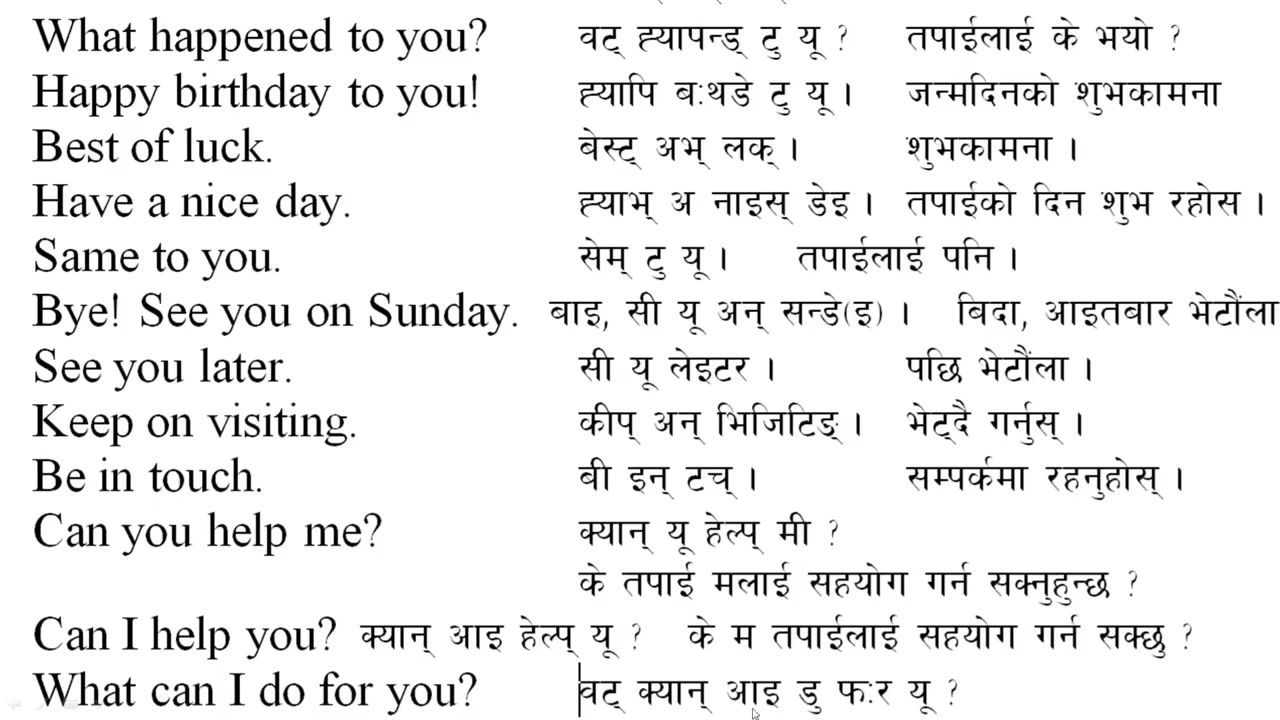 What happened to you? वट् ह्यापन्ड् टु यू ? तपाईलाई के भयो ?
Happy birthday to you! ह्यापि बःथडे टु यू । जन्मदिनको शुभकामना
Best of luck. बेस्ट् अभ् लक् । शुभकामना ।
Have a nice day. ह्याभ् अ नाइस् डेइ । तपाईको दिन शुभ रहोस ।
Same to you. सेम् टु यू । तपाईलाई पनि ।
Bye! See you on Sunday. बाइ, सी यू अन् सन्डे(इ) । बिदा, आइतबार भेटौंला
See you later. सी यू लेइटर । पछि भेटौंला ।
Keep on visiting. कीप् अन् भिजिटिङ् । भेट्दै गर्नुस् ।
Be in touch. बी इन् टच् । सम्पर्कमा रहनुहोस् ।
Can you help me? क्यान् यू हेल्प् मी ?
के तपाई मलाई सहयोग गर्न सक्नुहुन्छ ?
Can I help you? क्यान् आइ हेल्प् यू ? के म तपाईलाई सहयोग गर्न सक्छु ?
What can I do for you? वट् क्यान् आइ डु फःर यू ?